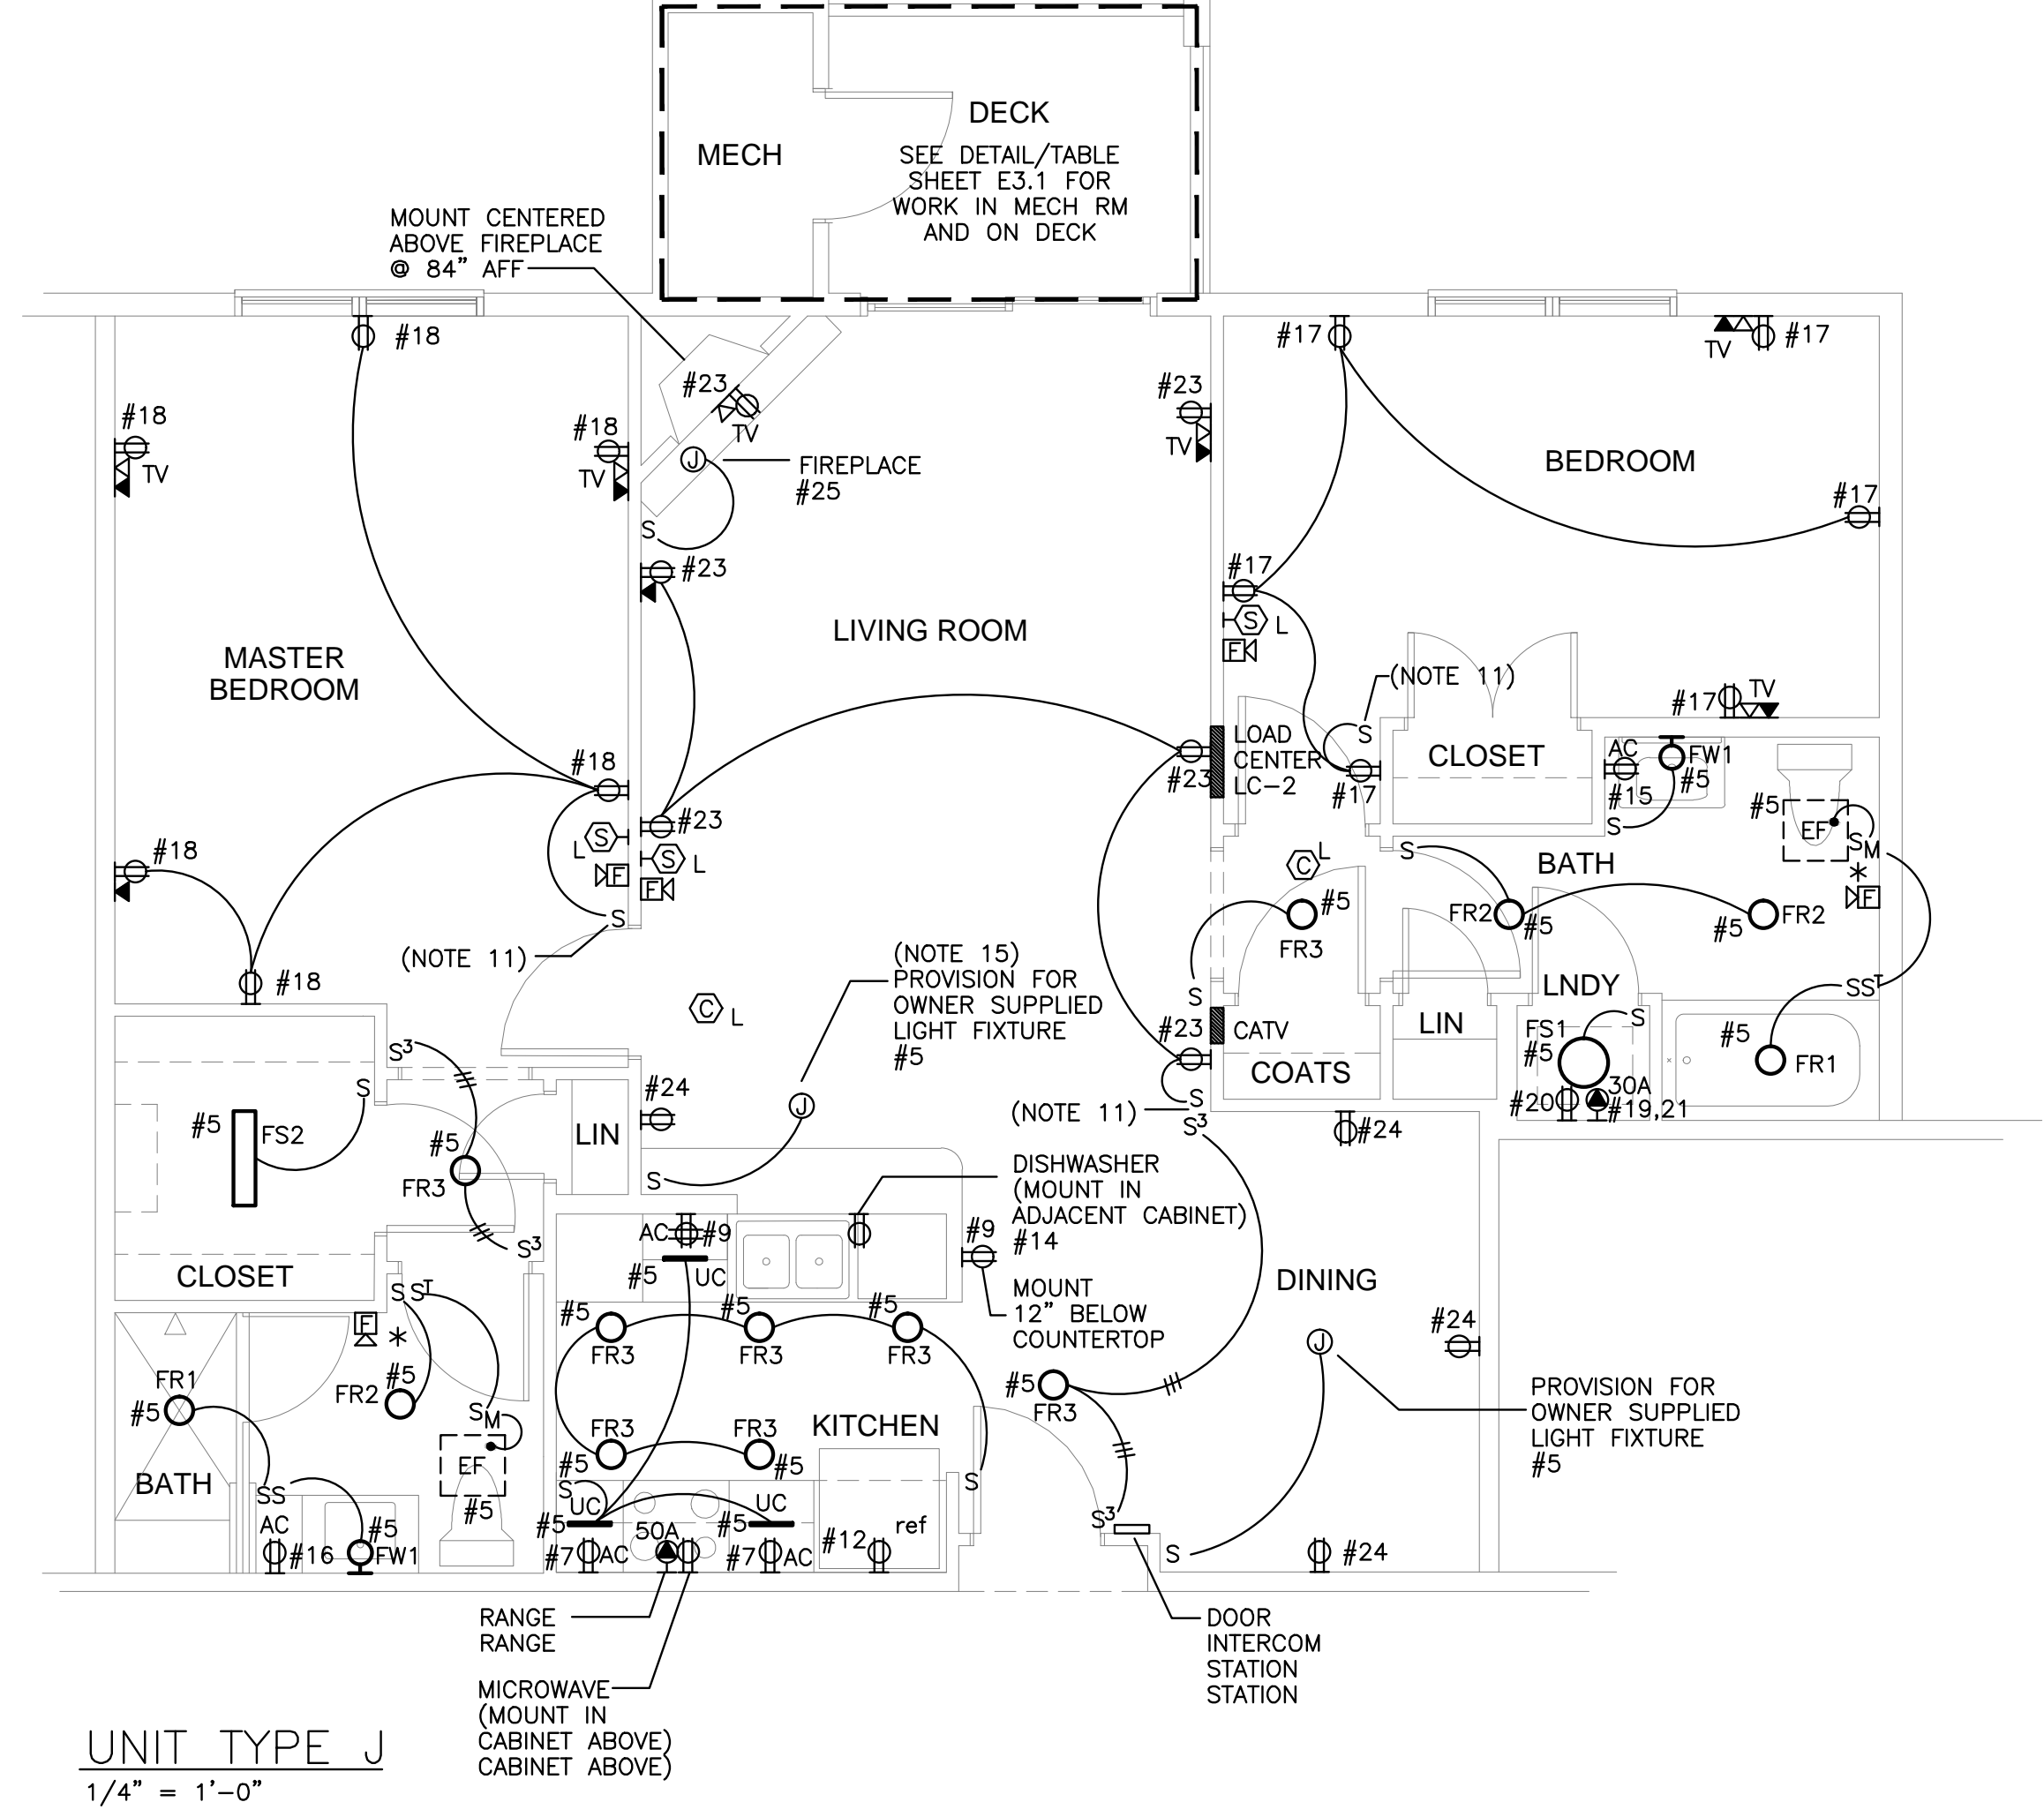 DECK
SEE DETAIL/TABLE
SHEET E3.1 FOR
WORK IN MECH RM
AND ON DECK
MECH
MOUNT CENTERED
ABOVE FIREPLACE
@ 84" AFF
#18
#18
TV
#18
TV
#23
TV
J
FIREPLACE
#25
S
#23
#23
TV
#17
TV
#17
BEDROOM
#17
#17
S
L
F
LIVING ROOM
MASTER
BEDROOM
(NOTE 11)
S
#17
TV
#17
LOAD
CENTER
LC-2
#23
CLOSET
AC
#15
FW1
#5
S
#5
EF
S
M
*
F
#18
S
L
F
#23
S
L
F
S
(NOTE 11)
#18
#18
C
L
#5
FR3
S
S
BATH
FR2
#5
#5
FR2
SS
T
LNDY
FS1
#5
S
#20
30A
#19,21
#5
FR1
LIN
COATS
CATV
#23
S
(NOTE 11)
S
3
C
L
(NOTE 15)
PROVISION FOR
OWNER SUPPLIED
LIGHT FIXTURE
#5
J
S
#24
#24
S
3
S
#5
FS2
#5
FR3
LIN
S
3
CLOSET
S
S
T
F
*
FR1
#5
FR2
#5
S
M
EF
#5
BATH
SS
AC
#16
#5
FW1
AC
#9
#5
UC
DISHWASHER
(MOUNT IN
ADJACENT CABINET)
#14
#9
MOUNT
12" BELOW
COUNTERTOP
DINING
#24
J
PROVISION FOR
OWNER SUPPLIED
LIGHT FIXTURE
#5
#5
FR3
#5
FR3
#5
FR3
FR3
#5
FR3
#5
KITCHEN
#5
FR3
S
S
UC
#5
50A
UC
#5
#7
AC
#7
AC
#12
ref
S
3
S
#24
RANGE
RANGE
MICROWAVE
(MOUNT IN
CABINET ABOVE)
CABINET ABOVE)
DOOR
INTERCOM
STATION
STATION
UNIT TYPE J
1/4" = 1'-0"